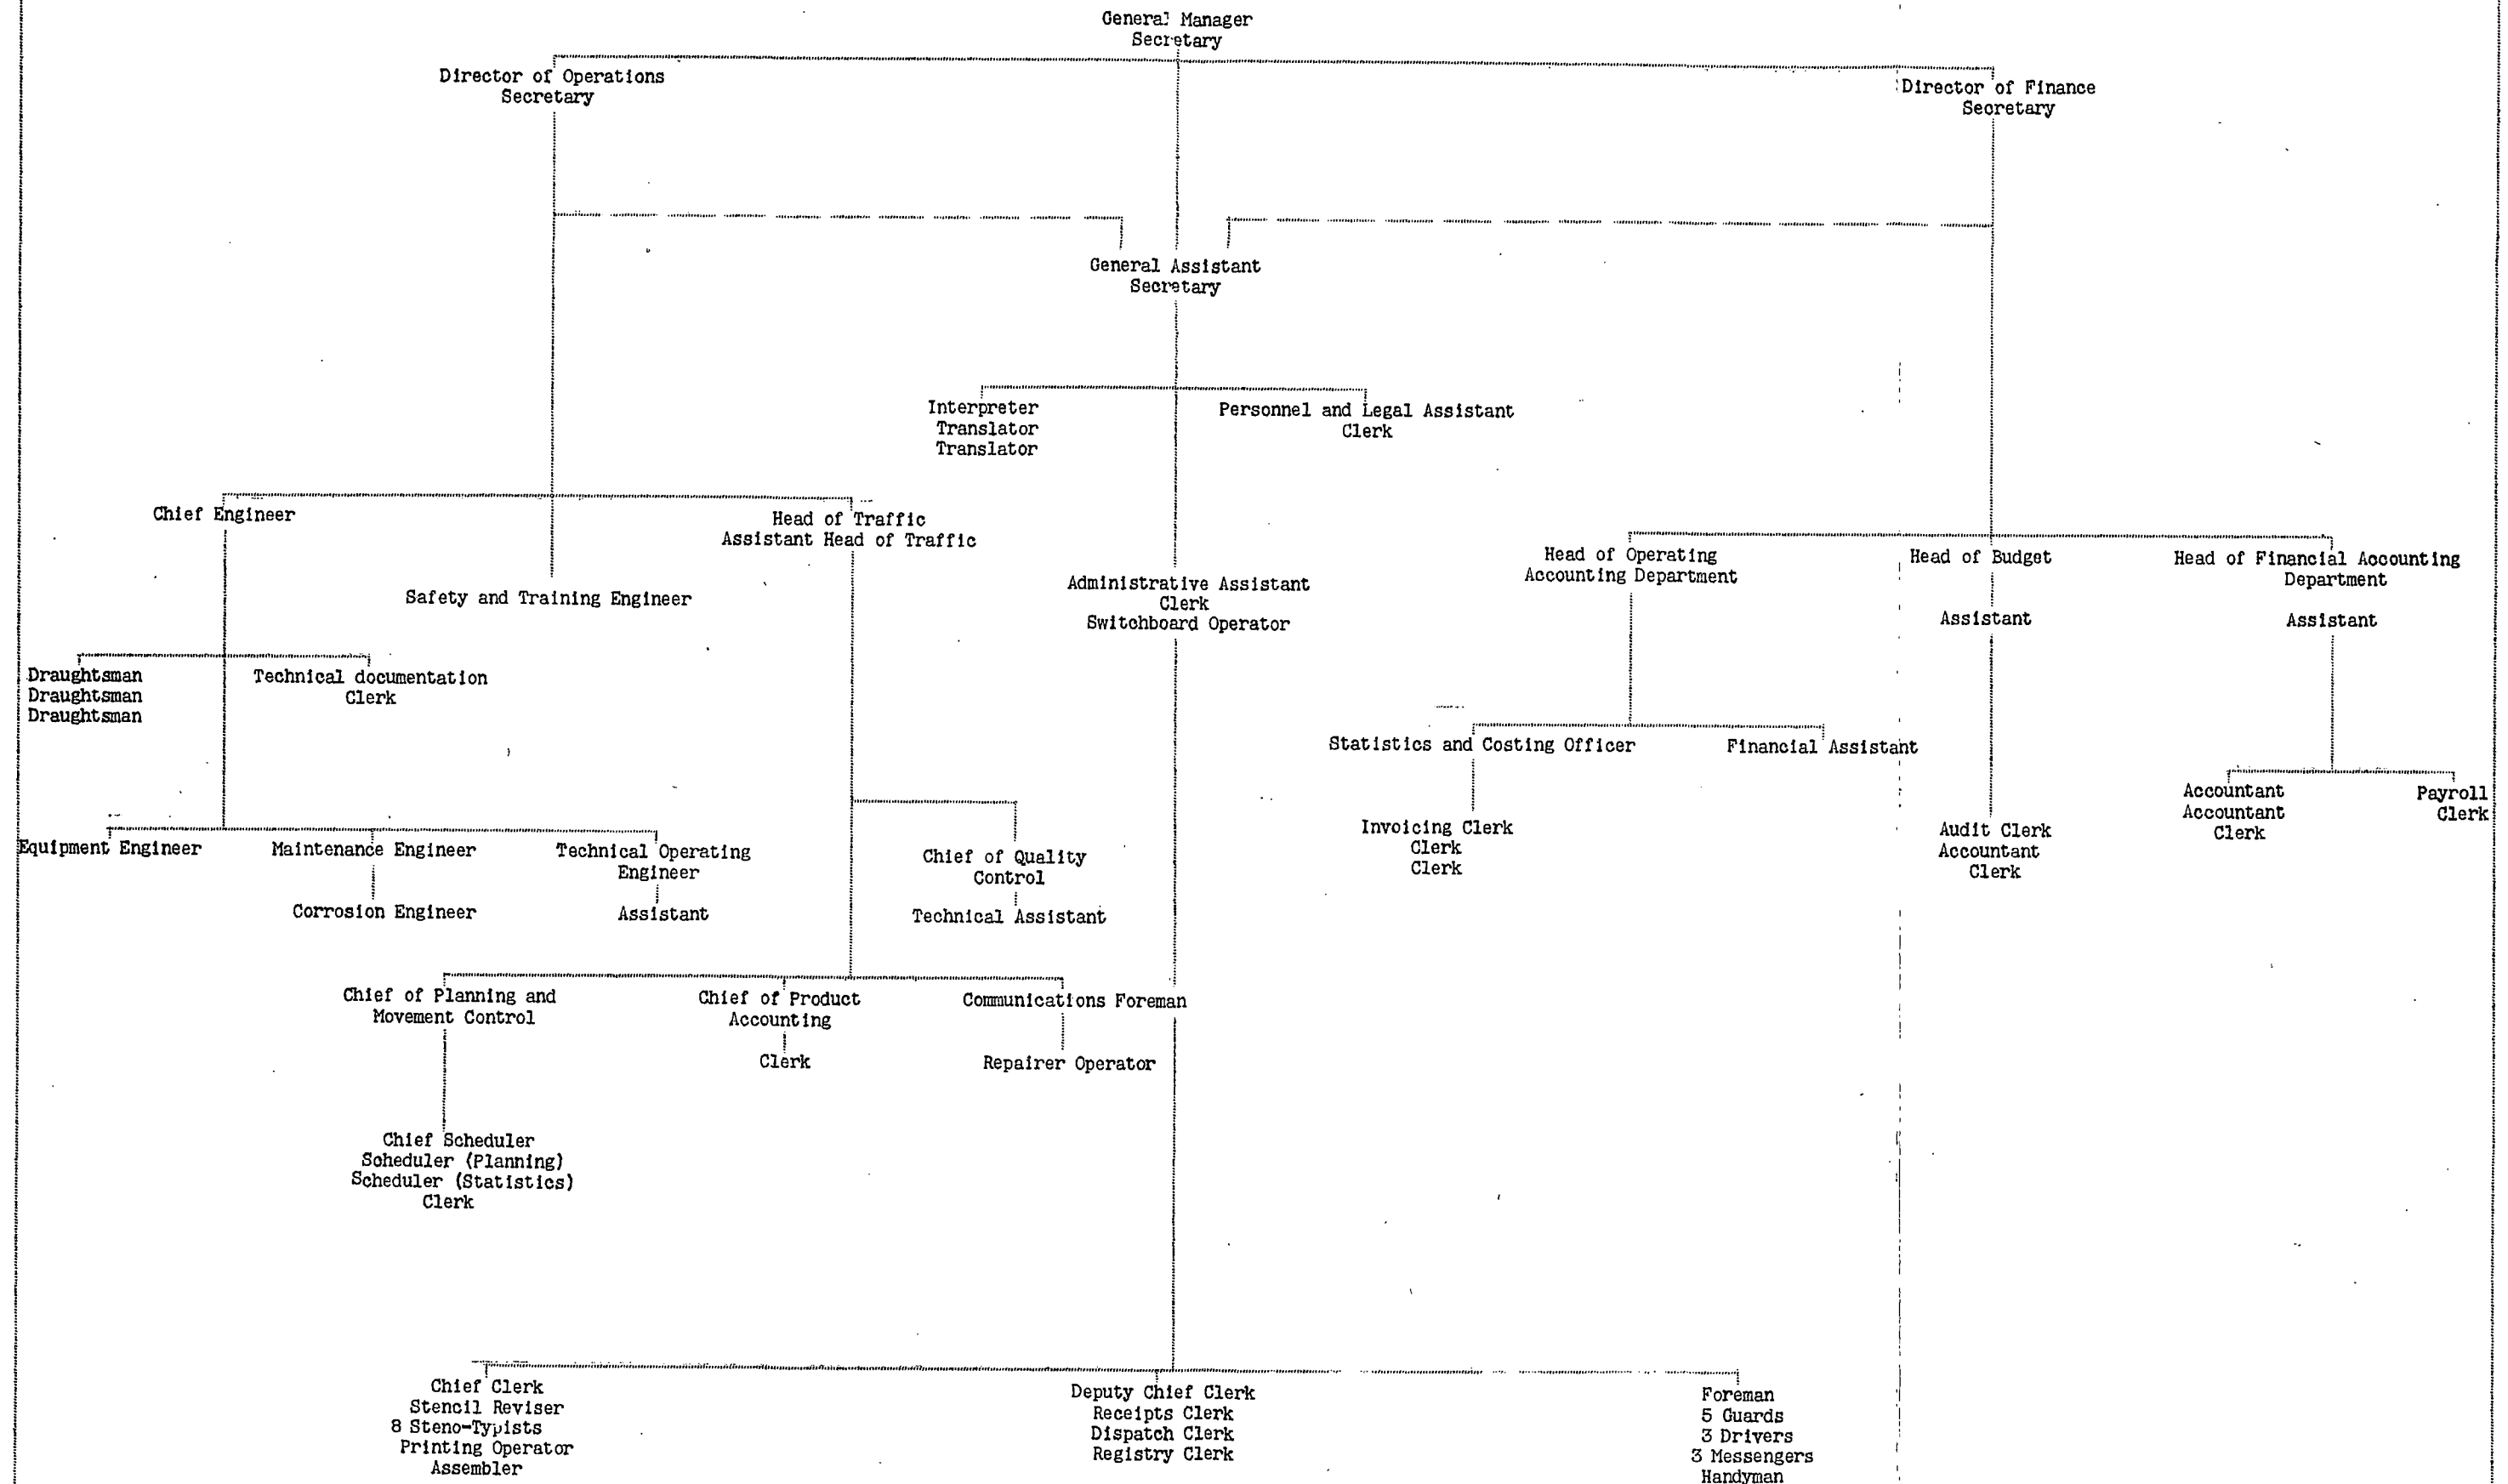 General Manager
Secretary
Director of Operations
Secretary
Director of Finance
Secretary
General Assistant
Secretary
Interpreter
Translator
Translator
Personnel and Legal Assistant
Clerk
Chief Engineer
Head of Traffic
Assistant Head of Traffic
Safety and Training Engineer
Administrative Assistant
Clerk
Switchboard Operator
Head of Operating
Accounting Department
Head of Budget
Assistant
Head of Financial Accounting
Department
Assistant
Draughtsman
Draughtsman
Draughtsman
Technical documentation
Clerk
Statistics and Costing Officer
Financial Assistant
Accountant
Accountant
Clerk
Payroll
Clerk
Invoicing Clerk
Clerk
Clerk
Audit Clerk
Accountant
Clerk
Equipment Engineer
Maintenance Engineer
Corrosion Engineer
Technical Operating
Engineer
Assistant
Chief of Quality
Control
Technical Assistant
Chief of Planning and
Movement Control
Chief of Product
Accounting
Clerk
Communications Foreman
Repairer Operator
Chief Scheduler
Scheduler (Planning)
Scheduler (Statistics)
Clerk
Chief Clerk
Stencil Reviser
8 Steno-Typists
Printing Operator
Assembler
Deputy Chief Clerk
Receipts Clerk
Dispatch Clerk
Registry Clerk
Foreman
5 Guards
3 Drivers
3 Messengers
Handyman